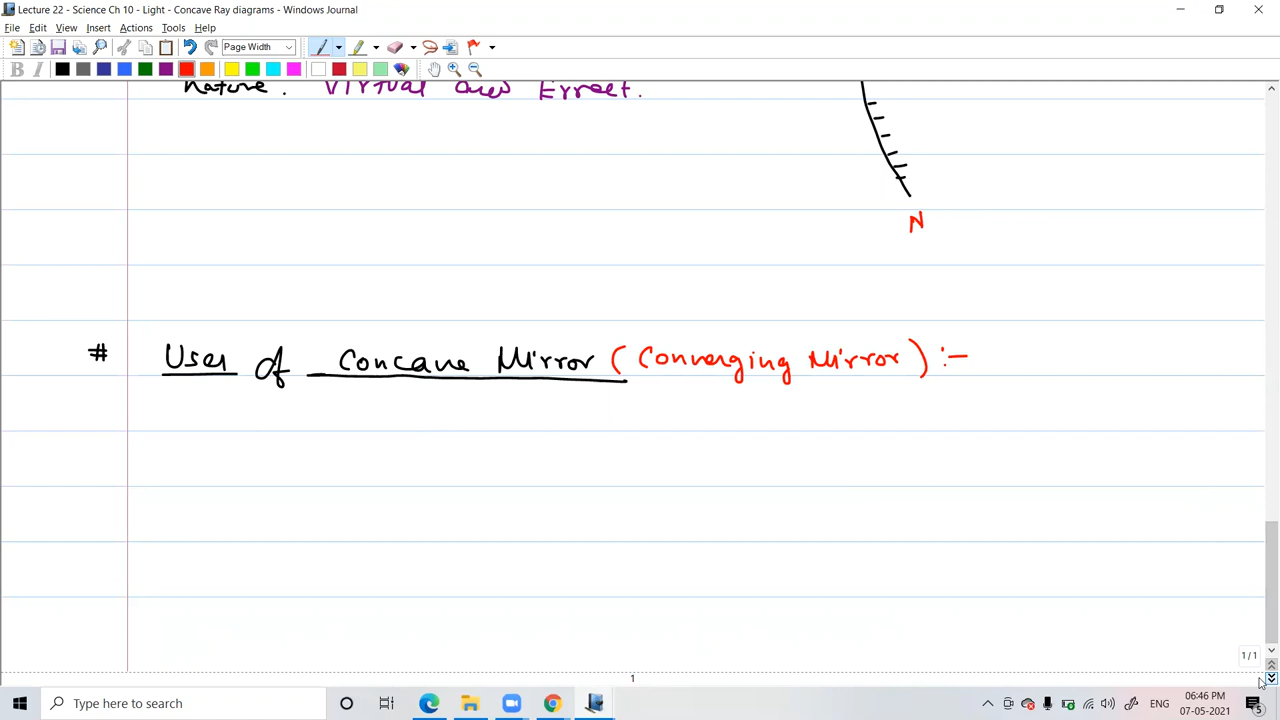 Lecture 22 - Science Ch 10 - Light - Concave Ray diagrams - Windows Journal
File Edit View Insert Actions Tools Help
Page Width
B I
Nature: Virtual and Errect.
N
# Uses of Concave Mirror (Converging Mirror) :-
1/1
1
Type here to search
ENG
06:46 PM
07-05-2021
5